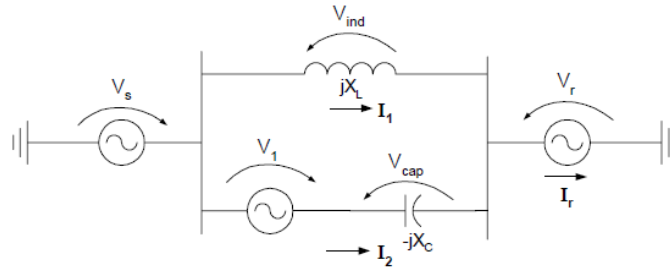 V_ind
V_s
jX_L
I_1
V_r
V_1
V_cap
I_r
I_2
-jX_C